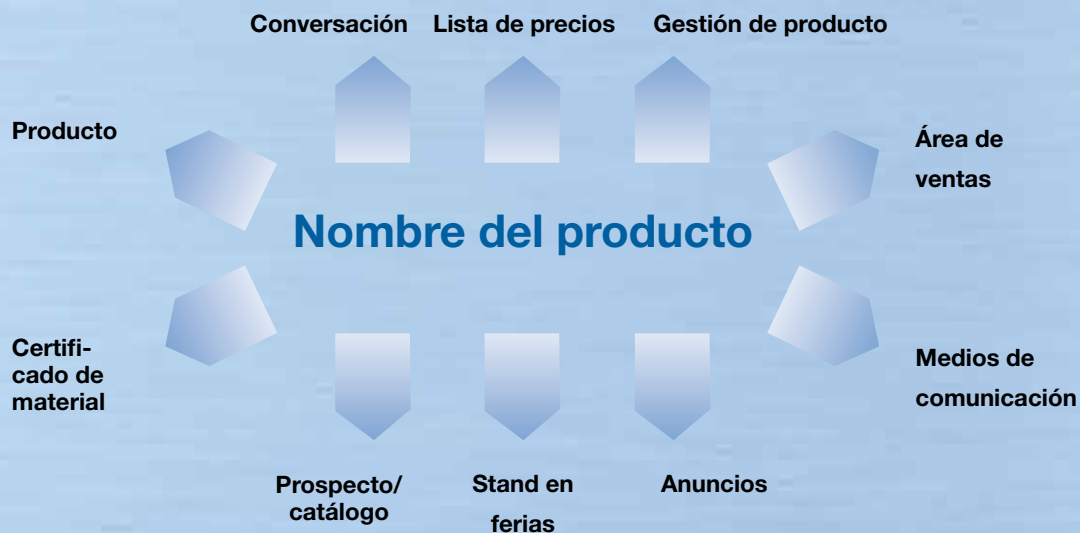 Conversación Lista de precios Gestión de producto
Producto
Área de
ventas
Nombre del producto
Certifi-
cado de
material
Medios de
comunicación
Prospecto/
catálogo
Stand en
ferias
Anuncios